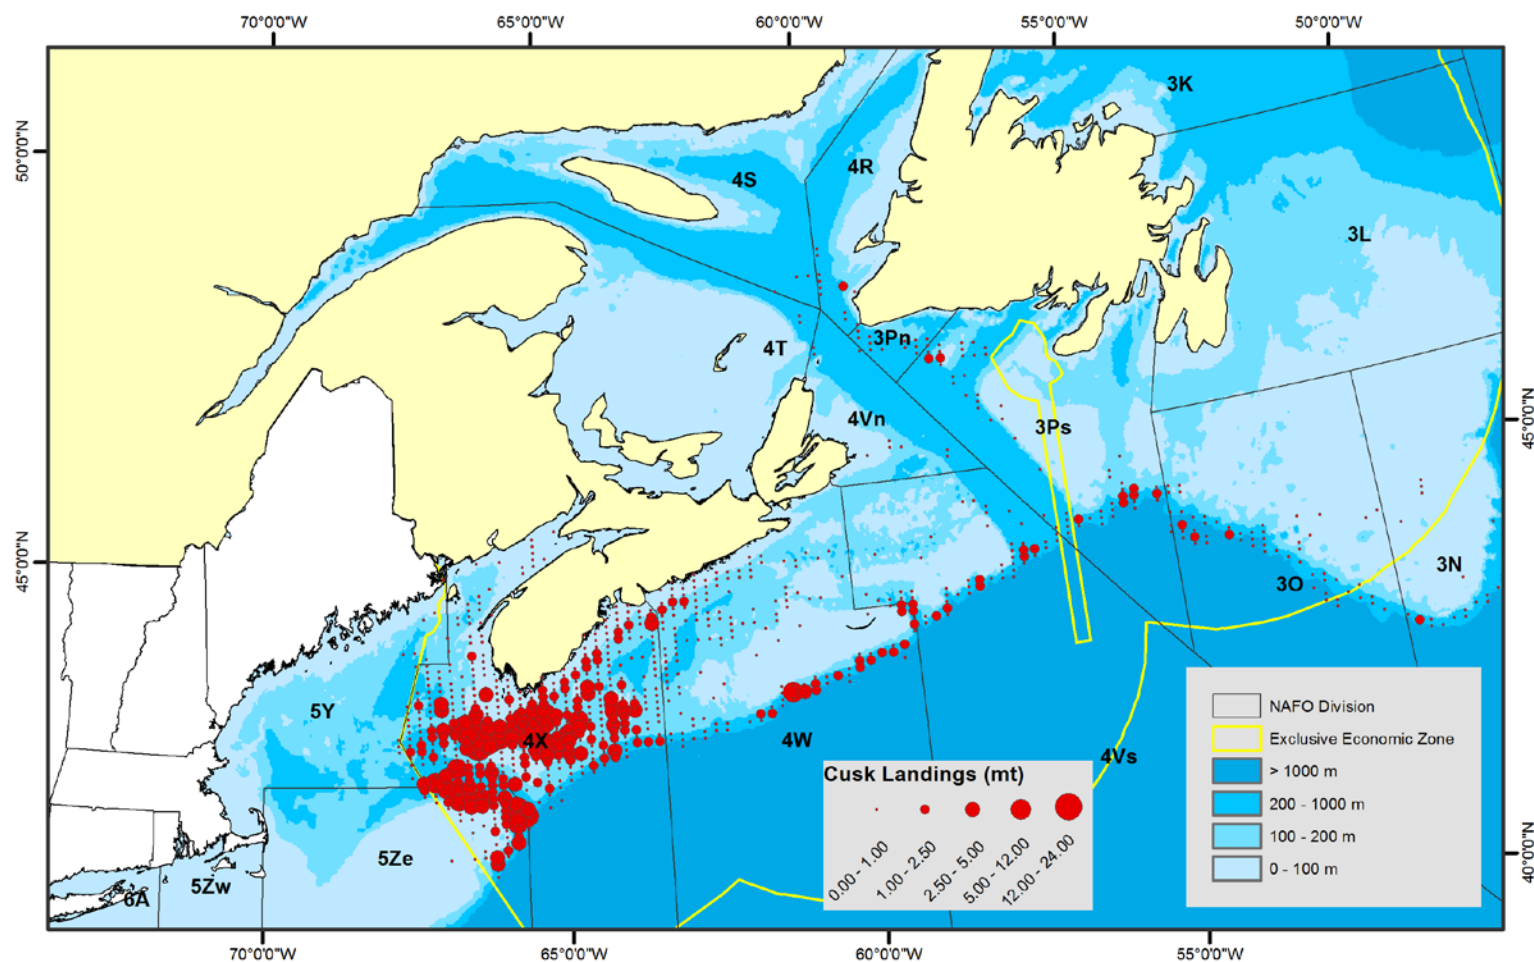 70°0'0"W 65°0'0"W 60°0'0"W 55°0'0"W 50°0'0"W
50°0'0"N
45°0'0"N
45°0'0"N
40°0'0"N
3K
4S
4R
3L
4T
3Pn
4Vn
3Ps
3N
3O
5Y
4X
4W
4Vs
5Ze
5Zw
6A
NAFO Division
Exclusive Economic Zone
> 1000 m
200 - 1000 m
100 - 200 m
0 - 100 m
Cusk Landings (mt)
0.00 - 1.00
1.00 - 2.50
2.50 - 5.00
5.00 - 12.00
12.00 - 24.00
70°0'0"W 65°0'0"W 60°0'0"W 55°0'0"W